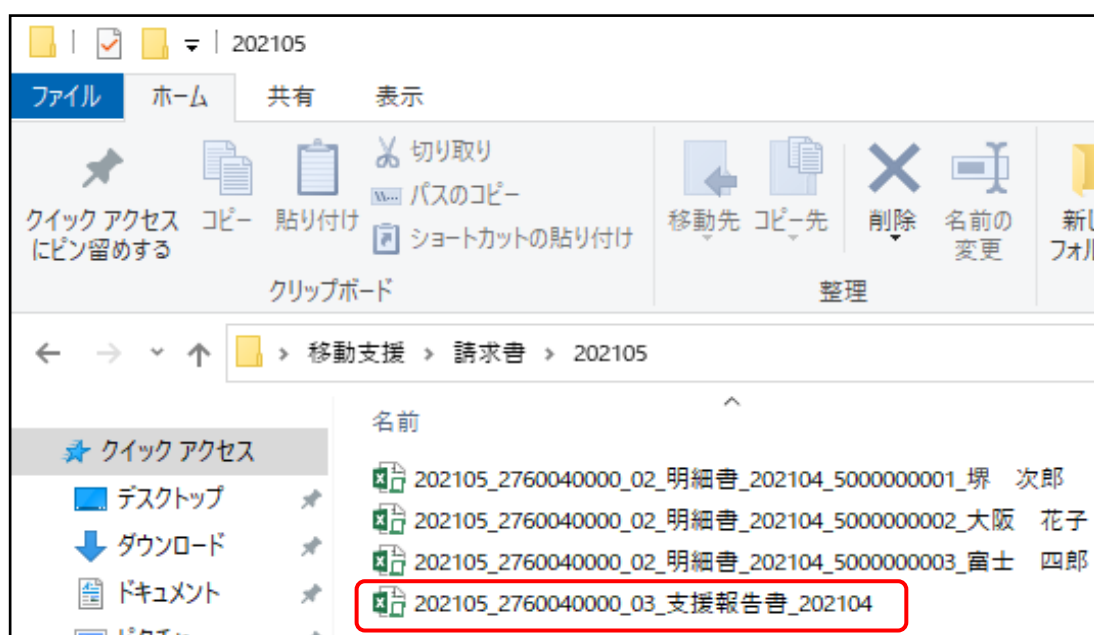 202105
ファイル ホーム 共有 表示
クイック アクセス
にピン留めする
コピー
貼り付け
切り取り
パスのコピー
ショートカットの貼り付け
クリップボード
移動先
コピー先
削除
名前の
変更
整理
移動支援 > 請求書 > 202105
名前
クイック アクセス
デスクトップ
ダウンロード
ドキュメント
202105_2760040000_02_明細書_202104_5000000001_堺　次郎
202105_2760040000_02_明細書_202104_5000000002_大阪　花子
202105_2760040000_02_明細書_202104_5000000003_富士　四郎
202105_2760040000_03_支援報告書_202104